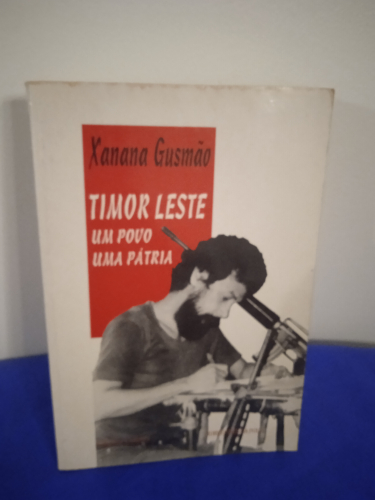 Xanana Gusmão
TIMOR LESTE
UM POVO
UMA PÁTRIA